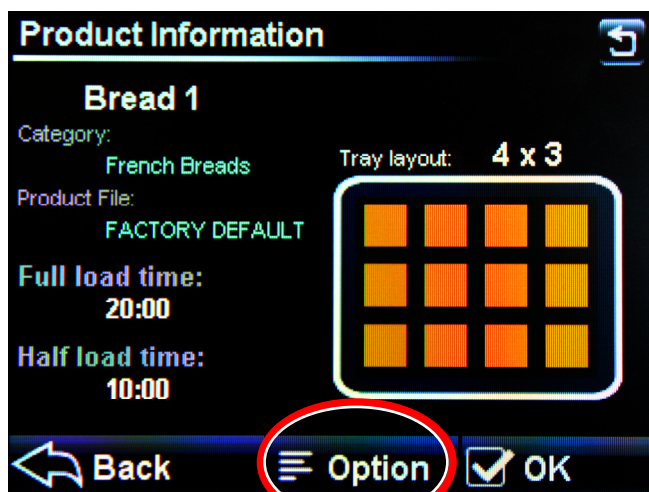 Product Information
Bread 1
Category:
French Breads
Product File:
FACTORY DEFAULT
Full load time:
20:00
Half load time:
10:00
Tray layout: 4 x 3
Back
Option
OK